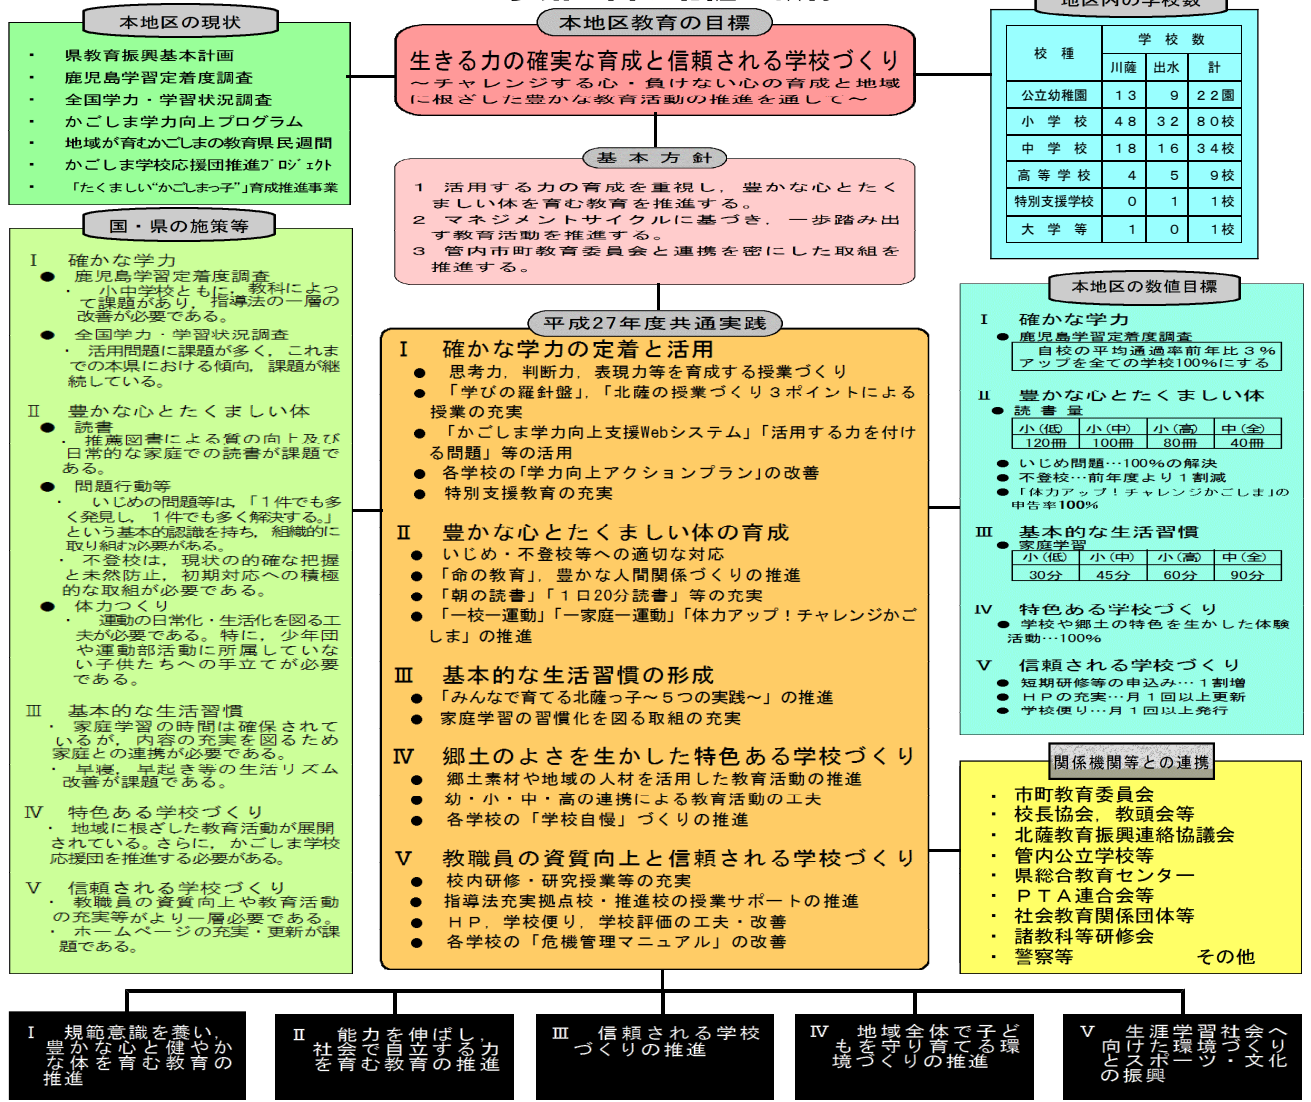 本地区の現状
・ 県教育振興基本計画
・ 鹿児島学習定着度調査
・ 全国学力・学習状況調査
・ かごしま学力向上プログラム
・ 地域が育むかごしまの教育県民週間
・ かごしま学校応援団推進プロジェクト
・ 「たくましい“かごしまっ子”」育成推進事業
本地区教育の目標
生きる力の確実な育成と信頼される学校づくり
～チャレンジする心・負けない心の育成と地域
に根ざした豊かな教育活動の推進を通して～
地区内の学校数
校 種 学 校 数
川薩 出水 計
公立幼稚園 13 9 22園
小 学 校 48 32 80校
中 学 校 18 16 34校
高 等 学 校 4 5 9校
特別支援学校 0 1 1校
大 学 等 1 0 1校
基 本 方 針
1 活用する力の育成を重視し，豊かな心とたく
ましい体を育む教育を推進する。
2 マネジメントサイクルに基づき，一歩踏み出
す教育活動を推進する。
3 管内市町教育委員会と連携を密にした取組を
推進する。
国・県の施策等
Ⅰ 確かな学力
● 鹿児島学習定着度調査
・ 小中学校ともに，教科によっ
て課題があり，指導法の一層の
改善が必要である。
● 全国学力・学習状況調査
・ 活用問題に課題が多く，これま
での本県における傾向，課題が継
続している。
Ⅱ 豊かな心とたくましい体
● 読書
・ 推薦図書による質の向上及び
日常的な家庭での読書が課題で
ある。
● 問題行動等
・ いじめの問題等は，「１件でも多
く発見し，１件でも多く解決する。」
という基本的認識を持ち，組織的に
取り組む必要がある。
・ 不登校は，現状の的確な把握
と未然防止，初期対応への積極
的な取組が必要である。
● 体力つくり
・ 運動の日常化・生活化を図る工
夫が必要である。特に，少年団
や運動部活動に所属していな
い子供たちへの手立てが必要
である。
Ⅲ 基本的な生活習慣
・ 家庭学習の時間は確保されて
いるが，内容の充実を図るため
家庭との連携が必要である。
・ 早寝，早起き等の生活リズム
改善が課題である。
Ⅳ 特色ある学校づくり
・ 地域に根ざした教育活動が展開
されている。さらに，かごしま学校
応援団を推進する必要がある。
Ⅴ 信頼される学校づくり
・ 教職員の資質向上や教育活動
の充実等がより一層必要である。
・ ホームページの充実・更新が課
題である。
平成27年度共通実践
Ⅰ 確かな学力の定着と活用
● 思考力，判断力，表現力等を育成する授業づくり
● 「学びの羅針盤」，「北薩の授業づくり３ポイントによる
授業の充実
● 「かごしま学力向上支援Webシステム」「活用する力を付け
る問題」等の活用
● 各学校の「学力向上アクションプラン」の改善
● 特別支援教育の充実
Ⅱ 豊かな心とたくましい体の育成
● いじめ・不登校等への適切な対応
● 「命の教育」，豊かな人間関係づくりの推進
● 「朝の読書」「１日20分読書」等の充実
● 「一校一運動」「一家庭一運動」「体力アップ！チャレンジかご
しま」の推進
Ⅲ 基本的な生活習慣の形成
● 「みんなで育てる北薩っ子～５つの実践～」の推進
● 家庭学習の習慣化を図る取組の充実
Ⅳ 郷土のよさを生かした特色ある学校づくり
● 郷土素材や地域の人材を活用した教育活動の推進
● 幼・小・中・高の連携による教育活動の工夫
● 各学校の「学校自慢」づくりの推進
Ⅴ 教職員の資質向上と信頼される学校づくり
● 校内研修・研究授業等の充実
● 指導法充実拠点校・推進校の授業サポートの推進
● ＨＰ，学校便り，学校評価の工夫・改善
● 各学校の「危機管理マニュアル」の改善
本地区の数値目標
Ⅰ 確かな学力
● 鹿児島学習定着度調査
自校の平均通過率前年比３％
アップを全ての学校100％にする
Ⅱ 豊かな心とたくましい体
● 読 書 量
小(低) 小(中) 小(高) 中(全)
120冊 100冊 80冊 40冊
● いじめ問題…100％の解決
● 不登校…前年度より１割減
● 「体力アップ！チャレンジかごしま」の
申告率100％
Ⅲ 基本的な生活習慣
● 家庭学習
小(低) 小(中) 小(高) 中(全)
30分 45分 60分 90分
Ⅳ 特色ある学校づくり
● 学校や郷土の特色を生かした体験
活動…100％
Ⅴ 信頼される学校づくり
● 短期研修等の申込み…１割増
● ＨＰの充実…月１回以上更新
● 学校便り…月１回以上発行
関係機関等との連携
・ 市町教育委員会
・ 校長協会，教頭会等
・ 北薩教育振興連絡協議会
・ 管内公立学校等
・ 県総合教育センター
・ ＰＴＡ連合会等
・ 社会教育関係団体等
・ 諸教科等研修会
・ 警察等 その他
Ⅰ 規範意識を養い，
豊かな心と健やか
な体を育む教育の
推進
Ⅱ 能力を伸ばし，
社会で自立する力
を育む教育の推進
Ⅲ 信頼される学校
づくりの推進
Ⅳ 地域全体で子ど
もを守り育てる環
境づくりの推進
Ⅴ 生涯学習社会へ
向けた環境づくり
とスポーツ・文化
の振興